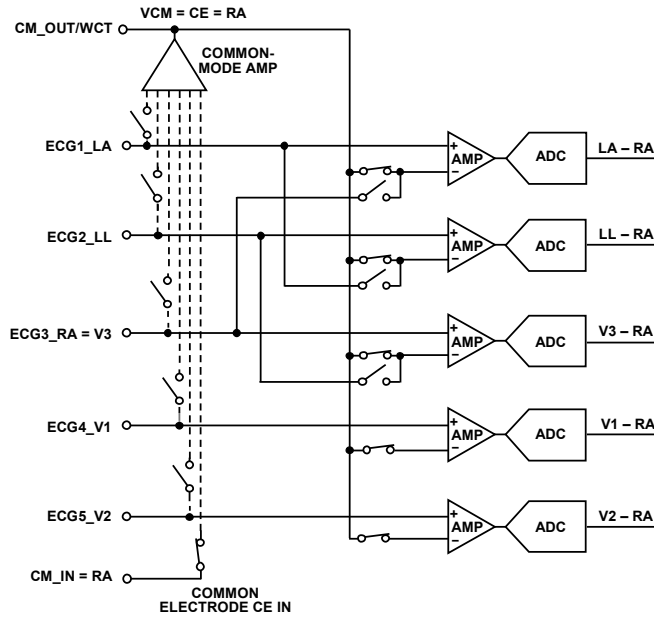 VCM = CE = RA
CM_OUT/WCT
COMMON-
MODE AMP
ECG1_LA
+
AMP
–
ADC
LA – RA
ECG2_LL
+
AMP
–
ADC
LL – RA
ECG3_RA = V3
+
AMP
–
ADC
V3 – RA
ECG4_V1
+
AMP
–
ADC
V1 – RA
ECG5_V2
+
AMP
–
ADC
V2 – RA
CM_IN = RA
COMMON
ELECTRODE CE IN